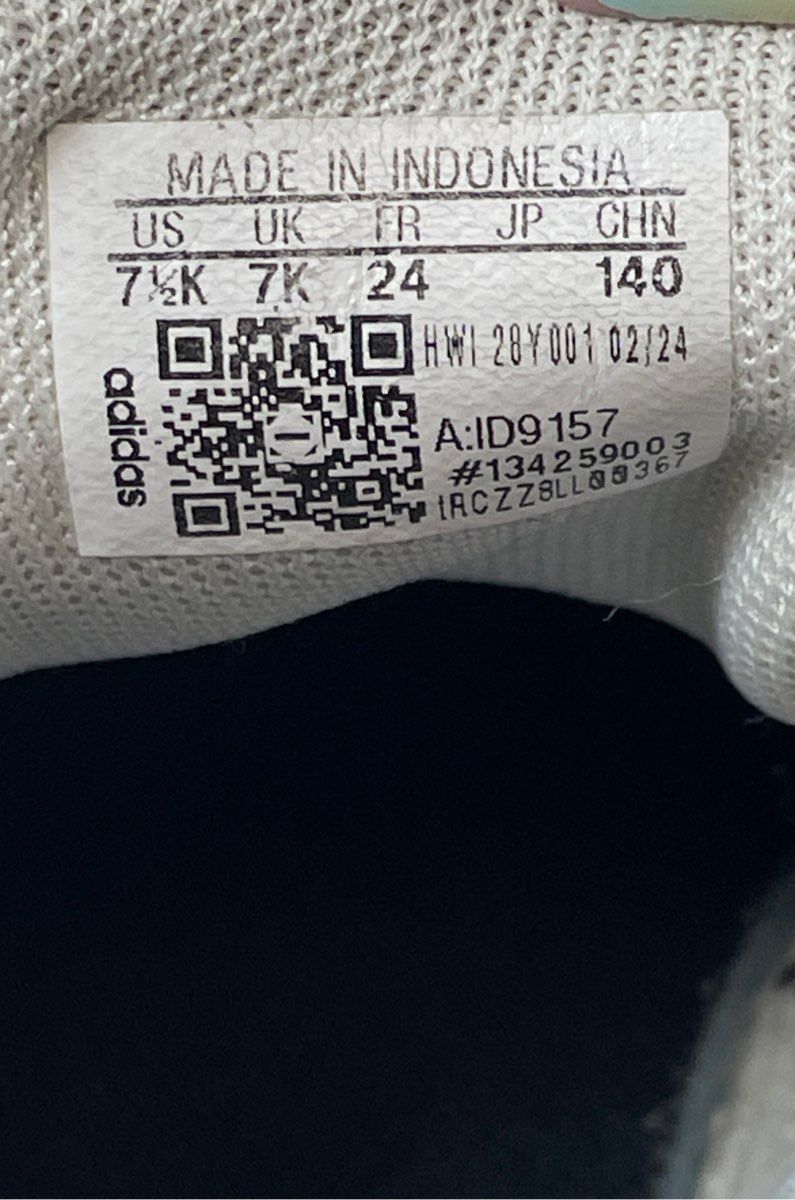 MADE IN INDONESIA
US UK FR JP CHN
7½K 7K 24 140
HWI 28Y001 02/24
A:ID9157
#134259003
adidas